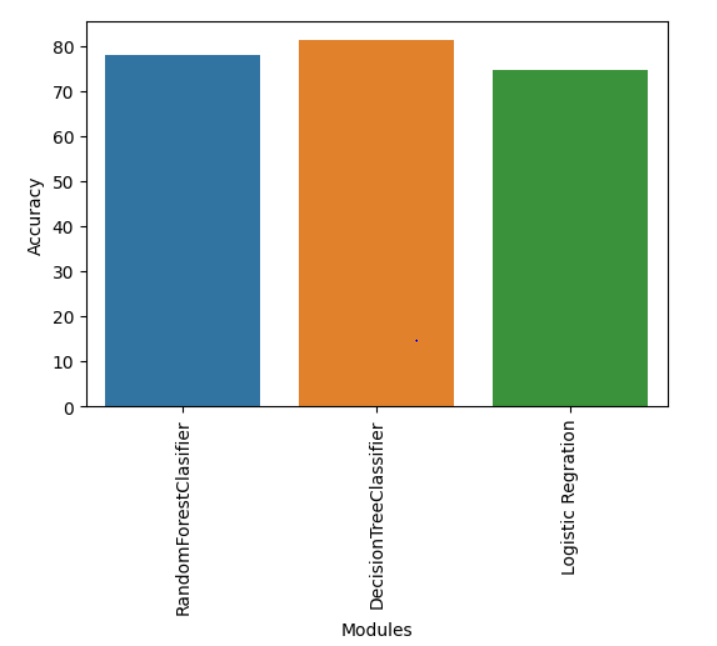 80
70
60
50
40
30
20
10
0
Accuracy
RandomForestClasifier
DecisionTreeClassifier
Logistic Regration
Modules